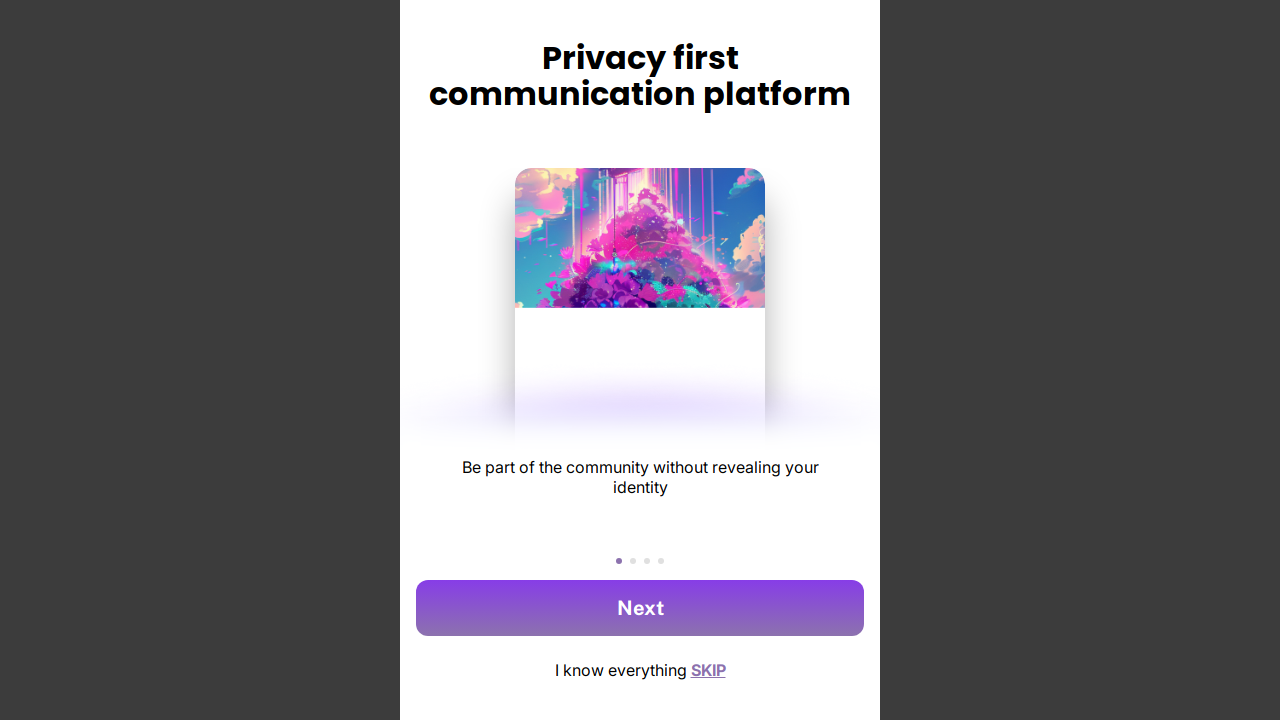 Privacy first
communication platform
Be part of the community without revealing your
identity
Next
I know everything SKIP